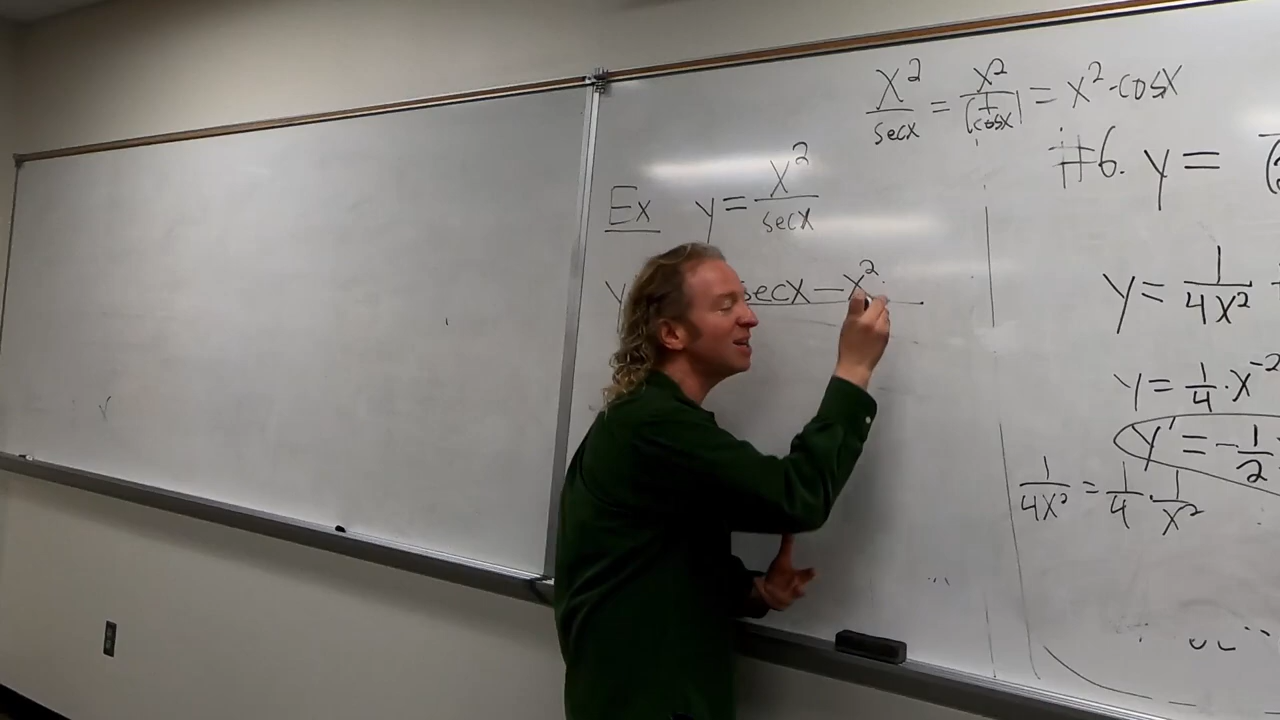 x²/secx = x²/(1/cosx) = x²·cosx
Ex y = x²/secx
y secx − x²·
#6. y =
y = 1/4x²
y = 1/4·x⁻²
y' = -1/2
1/4x² = 1/4·1/x²